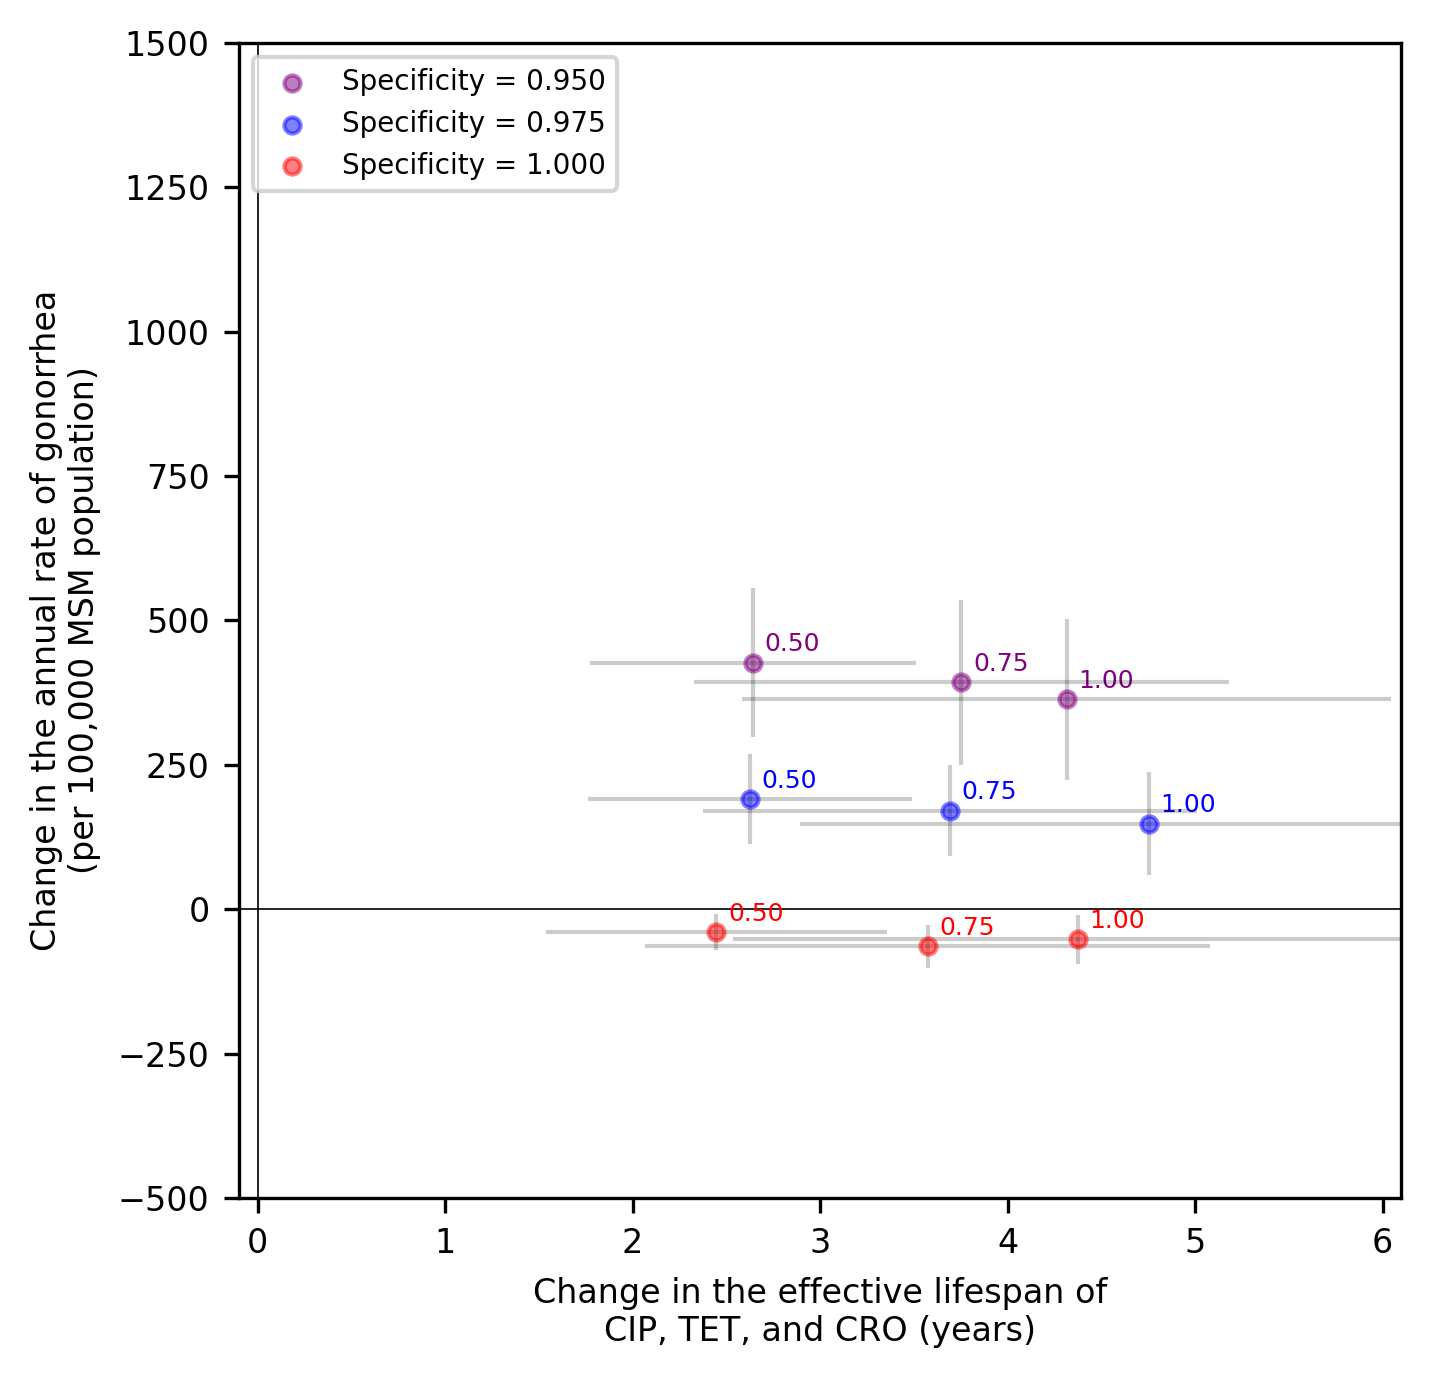 1500
1250
1000
750
500
250
0
−250
−500
Change in the annual rate of gonorrhea
(per 100,000 MSM population)
Specificity = 0.950
Specificity = 0.975
Specificity = 1.000
0.50
0.75
1.00
0.50
0.75
1.00
0.50
0.75
1.00
0 1 2 3 4 5 6
Change in the effective lifespan of
CIP, TET, and CRO (years)